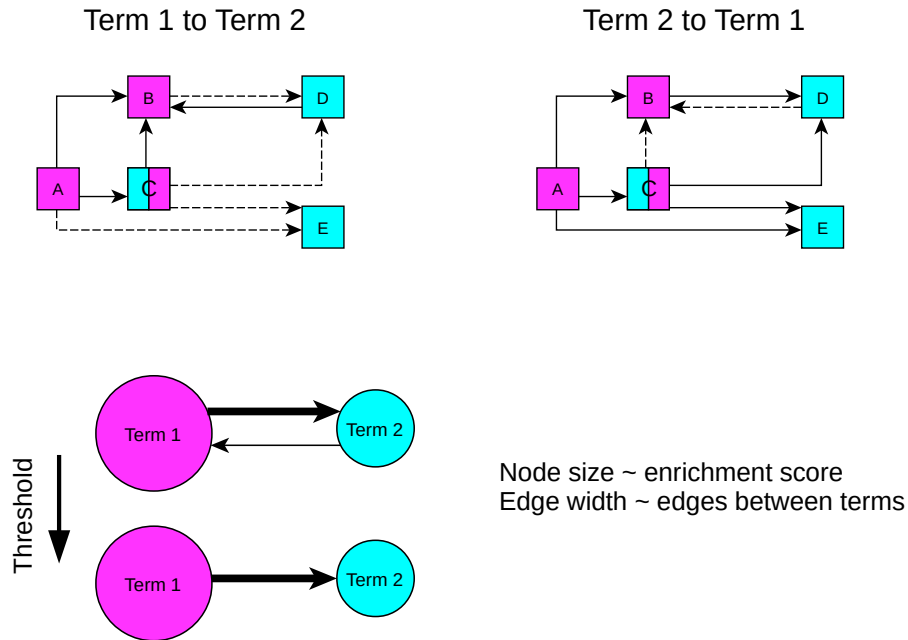 Term 1 to Term 2
Term 2 to Term 1
B
D
A
C
E
B
D
A
C
E
Threshold
Term 1
Term 2
Node size ~ enrichment score
Edge width ~ edges between terms
Term 1
Term 2